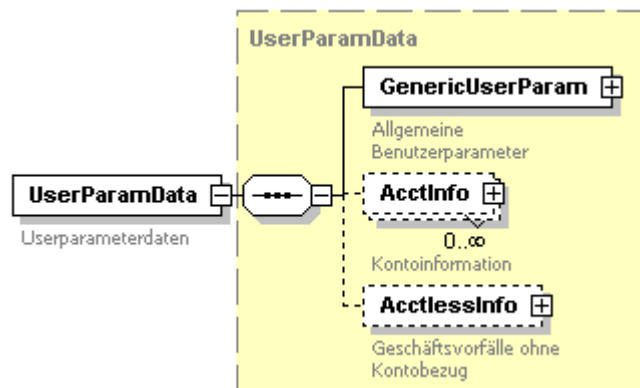 UserParamData
GenericUserParam
Allgemeine
Benutzerparameter
UserParamData
Userparameterdaten
AcctInfo
0..∞
Kontoinformation
AcctlessInfo
Geschäftsvorfälle ohne
Kontobezug